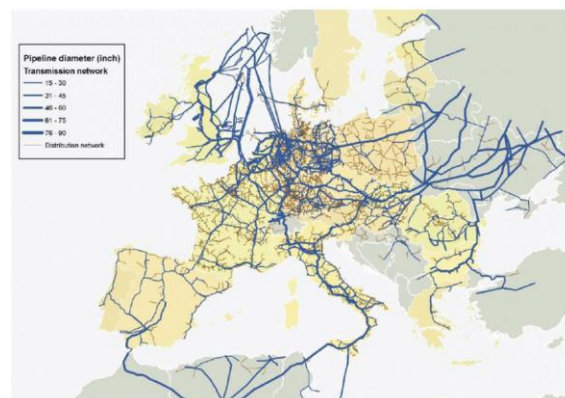 Pipeline diameter (inch)
Transmission network
15 - 30
31 - 45
46 - 60
61 - 75
76 - 90
Distribution network